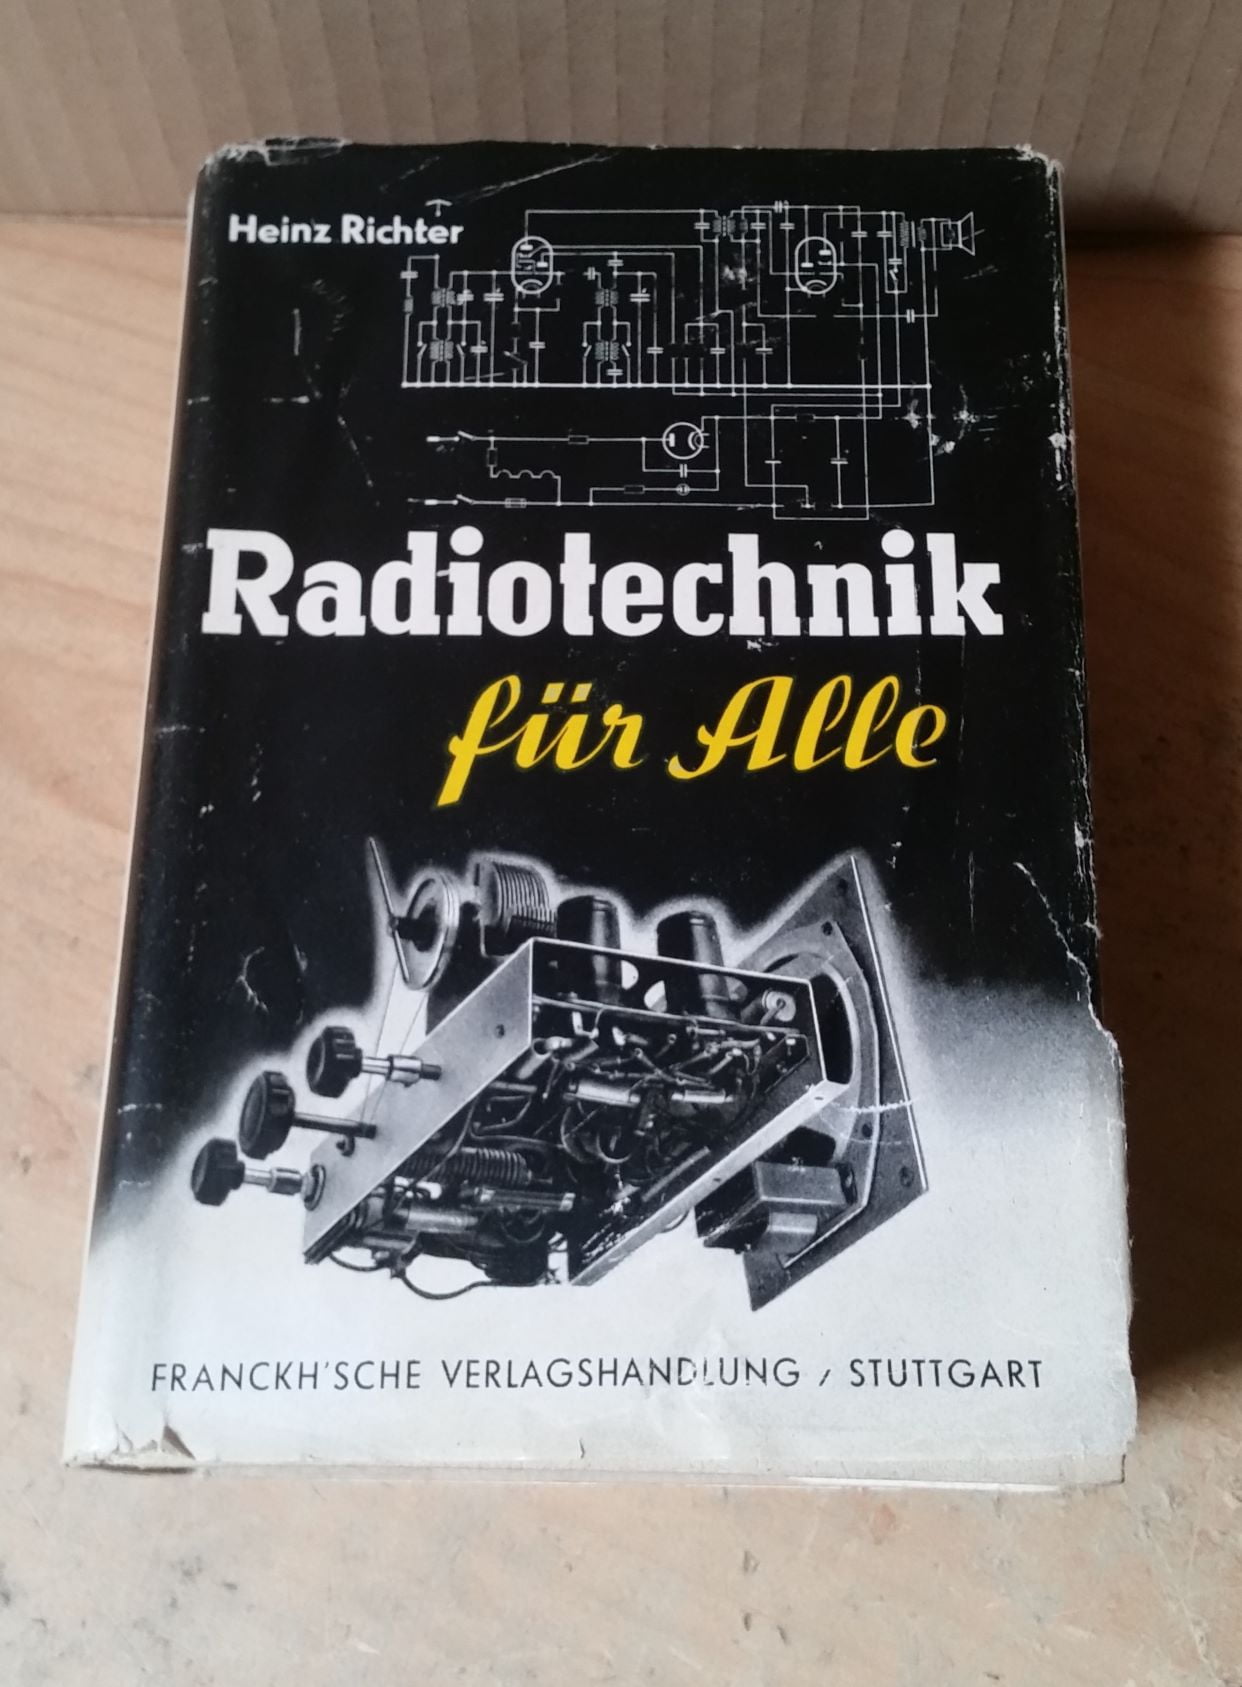 Heinz Richter
Radiotechnik
für Alle
FRANCKH'SCHE VERLAGSHANDLUNG / STUTTGART